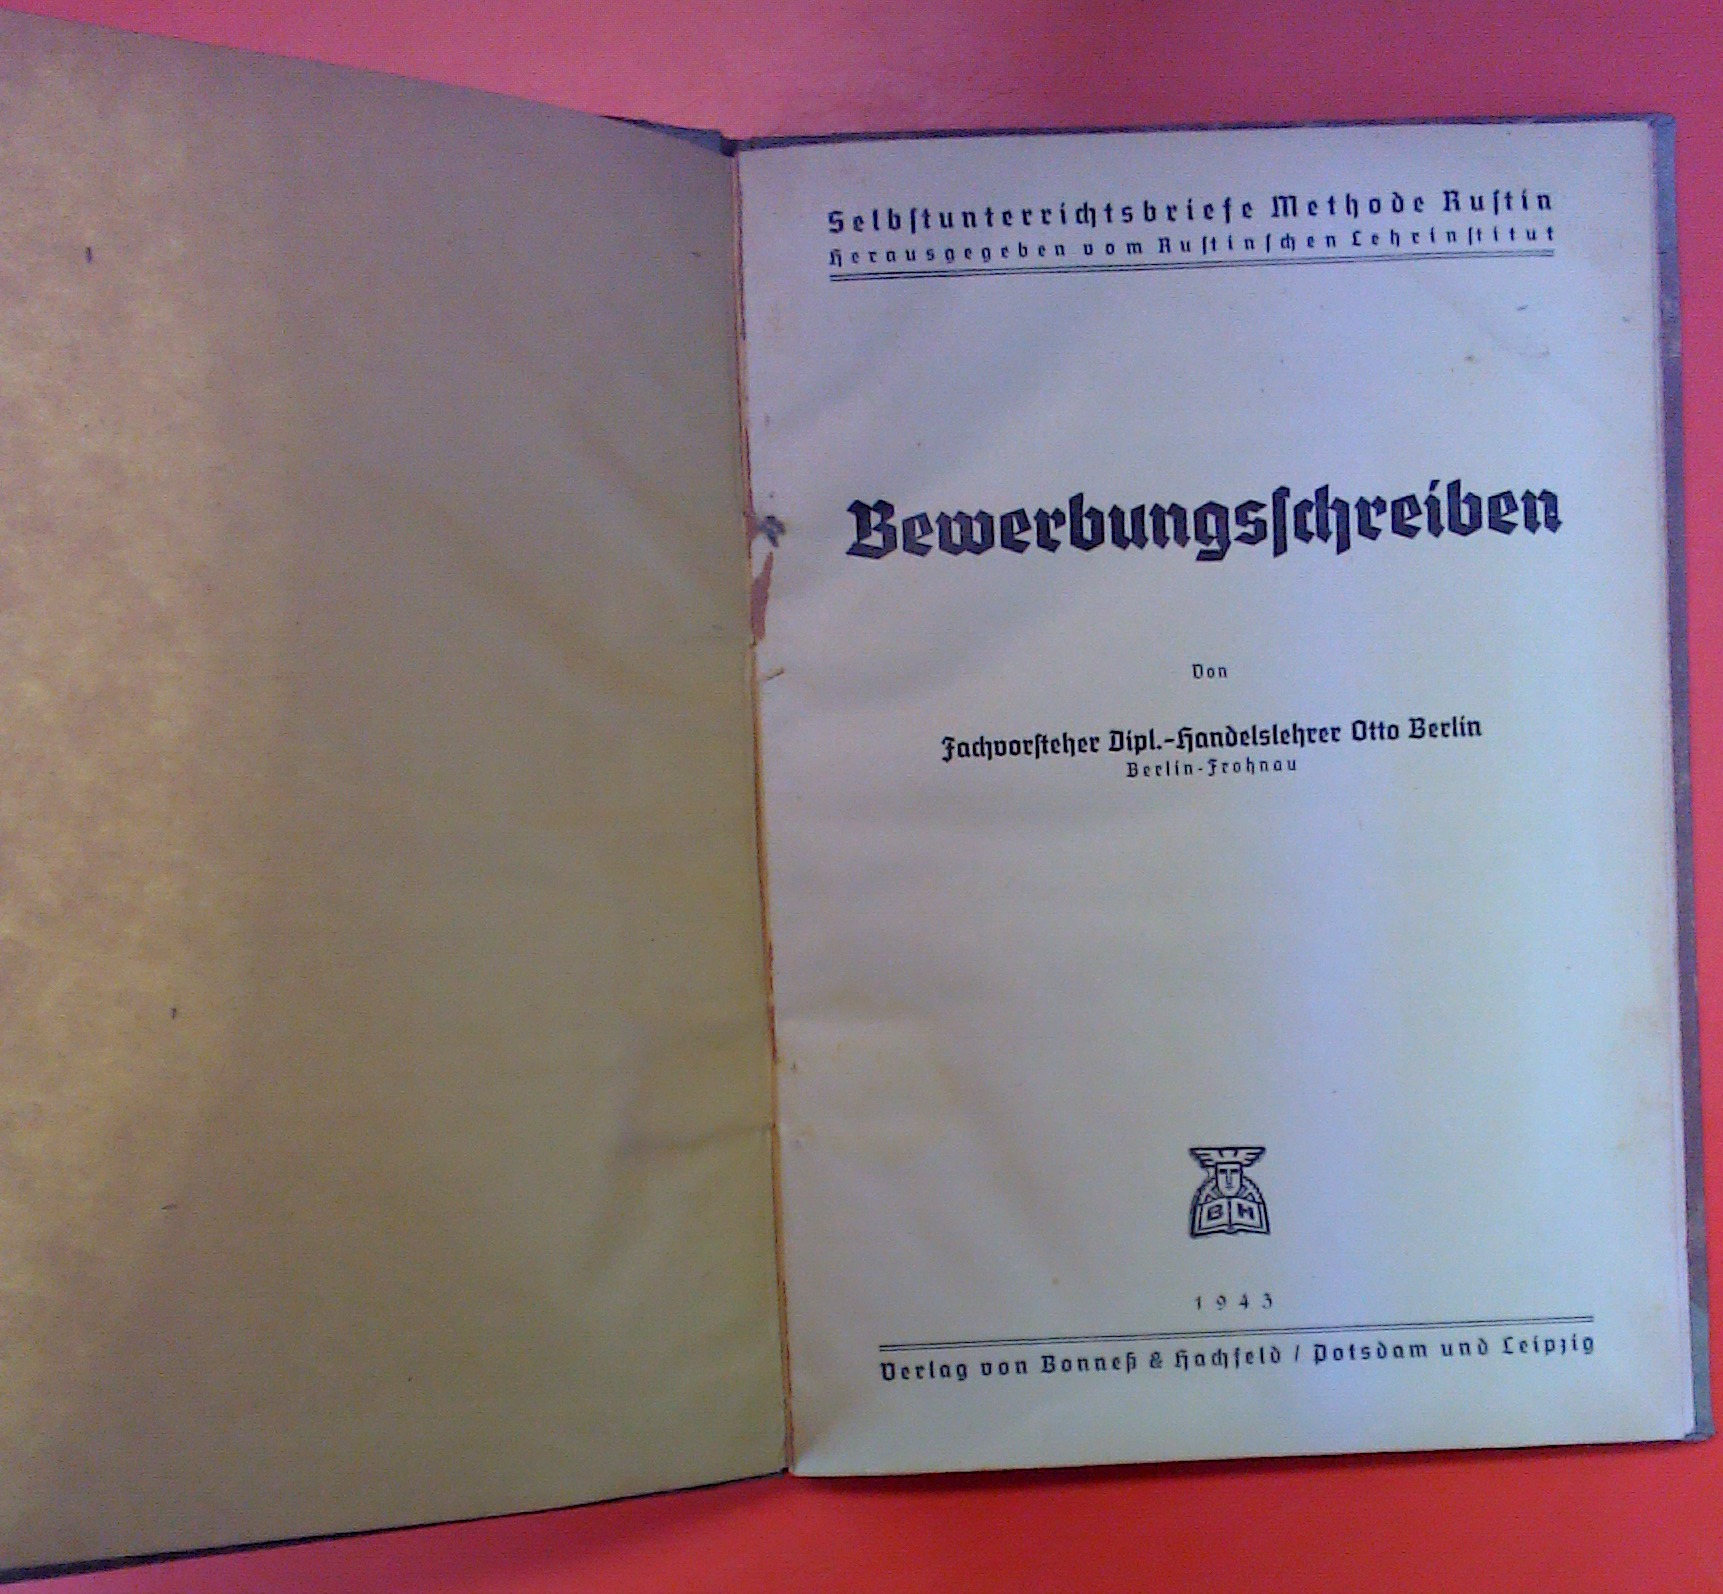 Selbſtunterrichtsbriefe Methode Ruſtin
Herausgegeben vom Ruſtinſchen Lehrinſtitut
Bewerbungsſchreiben
Von
Fachvorſteher Dipl.-Handelslehrer Otto Berlin
Berlin-Frohnau
B H
1943
Verlag von Bonneß & Hachfeld / Potsdam und Leipzig